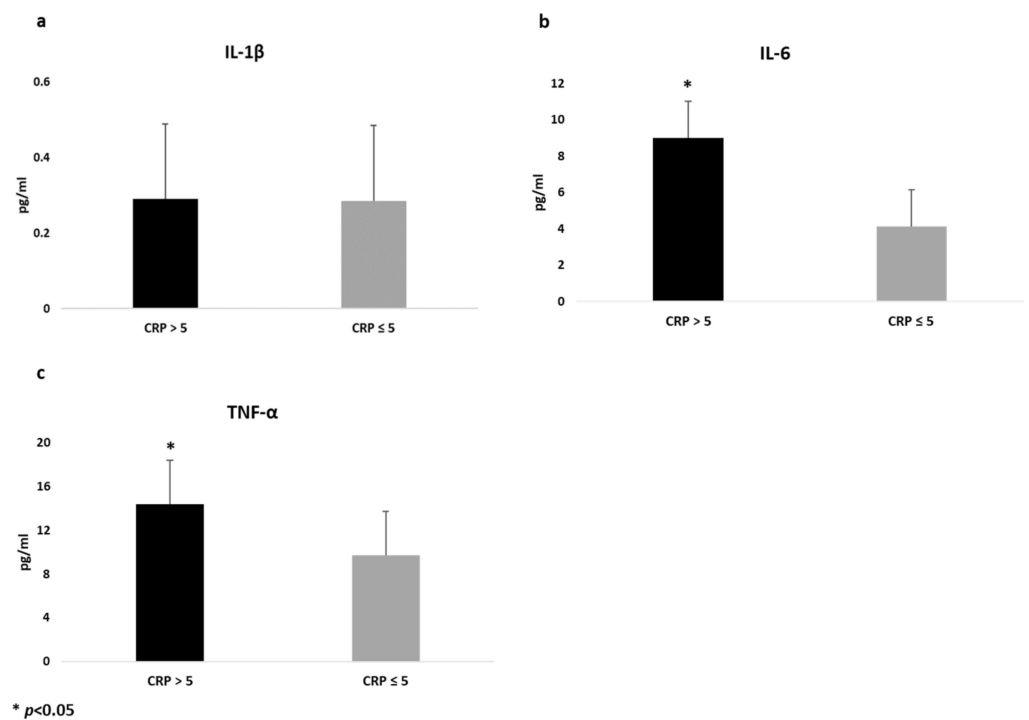 a
IL-1β
0.6
0.4
0.2
0
pg/ml
CRP > 5 CRP ≤ 5
b
IL-6
*
12
10
8
6
4
2
0
pg/ml
CRP > 5 CRP ≤ 5
c
TNF-α
*
20
16
12
8
4
0
pg/ml
CRP > 5 CRP ≤ 5
* p<0.05